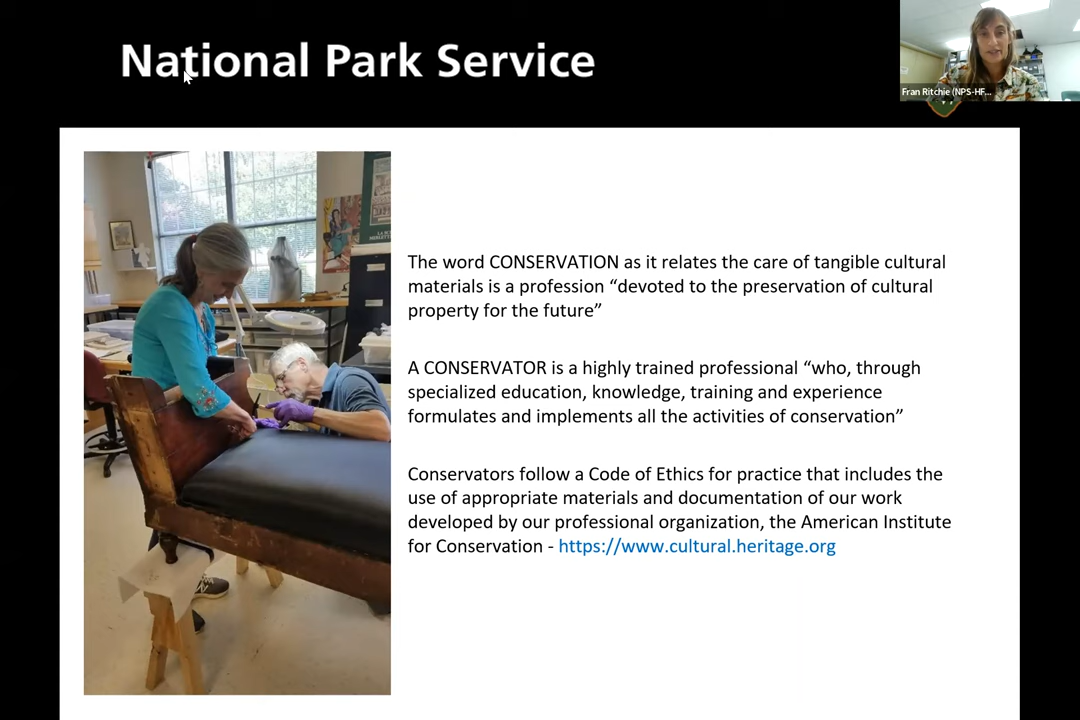 National Park Service
Fran Ritchie (NPS-HF...
The word CONSERVATION as it relates the care of tangible cultural
materials is a profession “devoted to the preservation of cultural
property for the future”
A CONSERVATOR is a highly trained professional “who, through
specialized education, knowledge, training and experience
formulates and implements all the activities of conservation”
Conservators follow a Code of Ethics for practice that includes the
use of appropriate materials and documentation of our work
developed by our professional organization, the American Institute
for Conservation - https://www.cultural.heritage.org